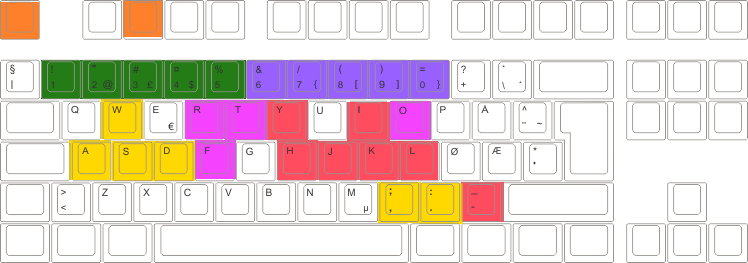 § ! " # ¤ % & / ( ) = ? `
| 1 2 @ 3 £ 4 $ 5 6 7 { 8 [ 9 ] 0 } + \ ´
Q W E R T Y U I O P Å ^
€ ¨ ~
A S D F G H J K L Ø Æ *
'
> Z X C V B N M ; : _
< µ , . -